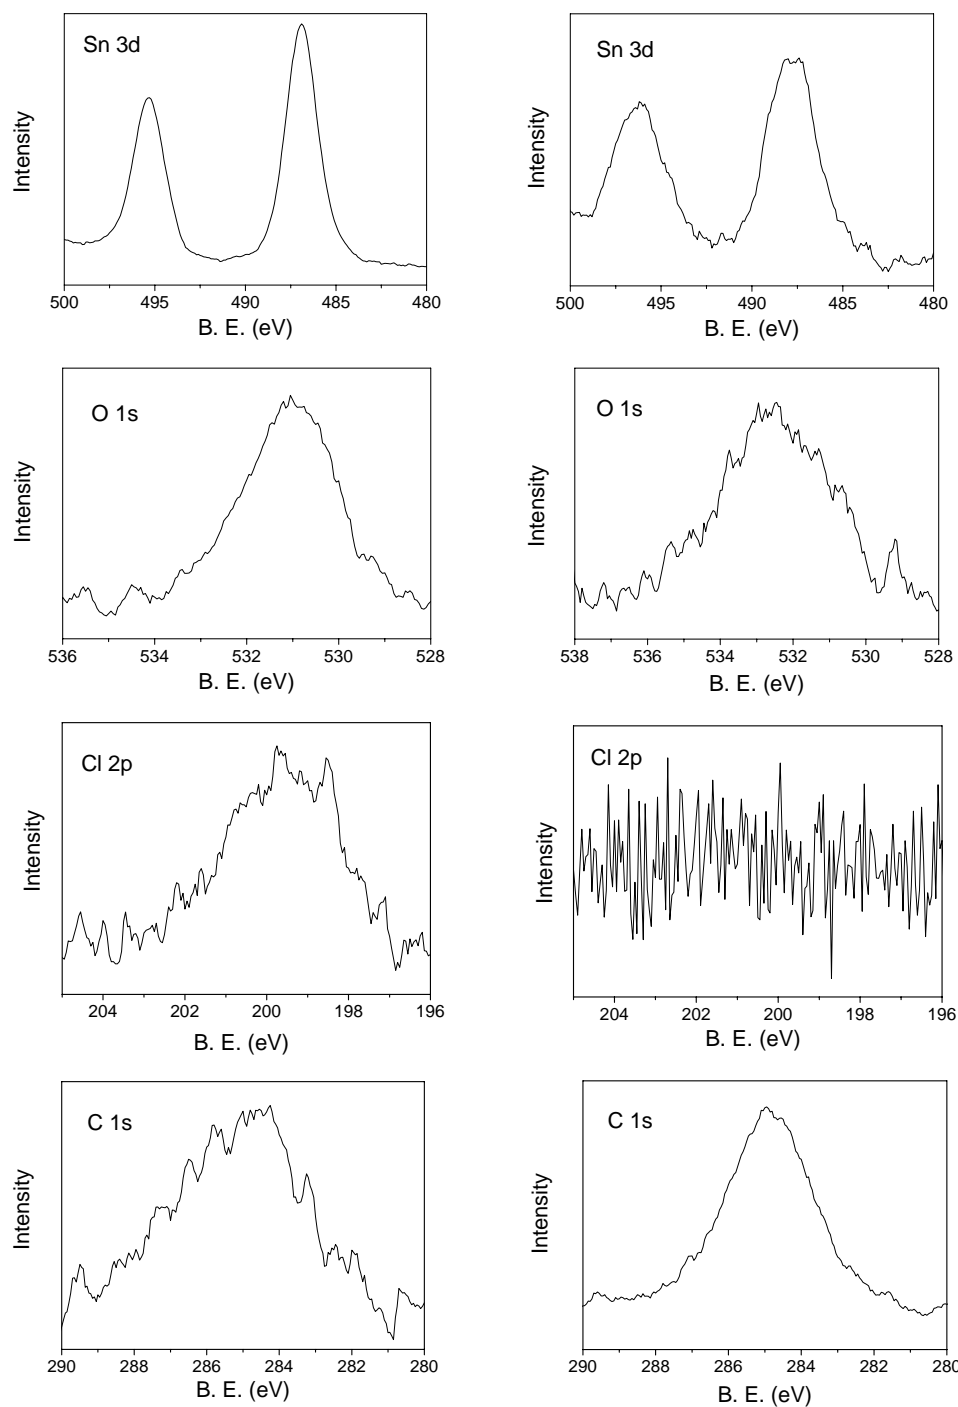 Sn 3d
Intensity
500 495 490 485 480
B. E. (eV)
Sn 3d
Intensity
500 495 490 485 480
B. E. (eV)
O 1s
Intensity
536 534 532 530 528
B. E. (eV)
O 1s
Intensity
538 536 534 532 530 528
B. E. (eV)
Cl 2p
Intensity
204 202 200 198 196
B. E. (eV)
Cl 2p
Intensity
204 202 200 198 196
B. E. (eV)
C 1s
Intensity
290 288 286 284 282 280
B. E. (eV)
C 1s
Intensity
290 288 286 284 282 280
B. E. (eV)